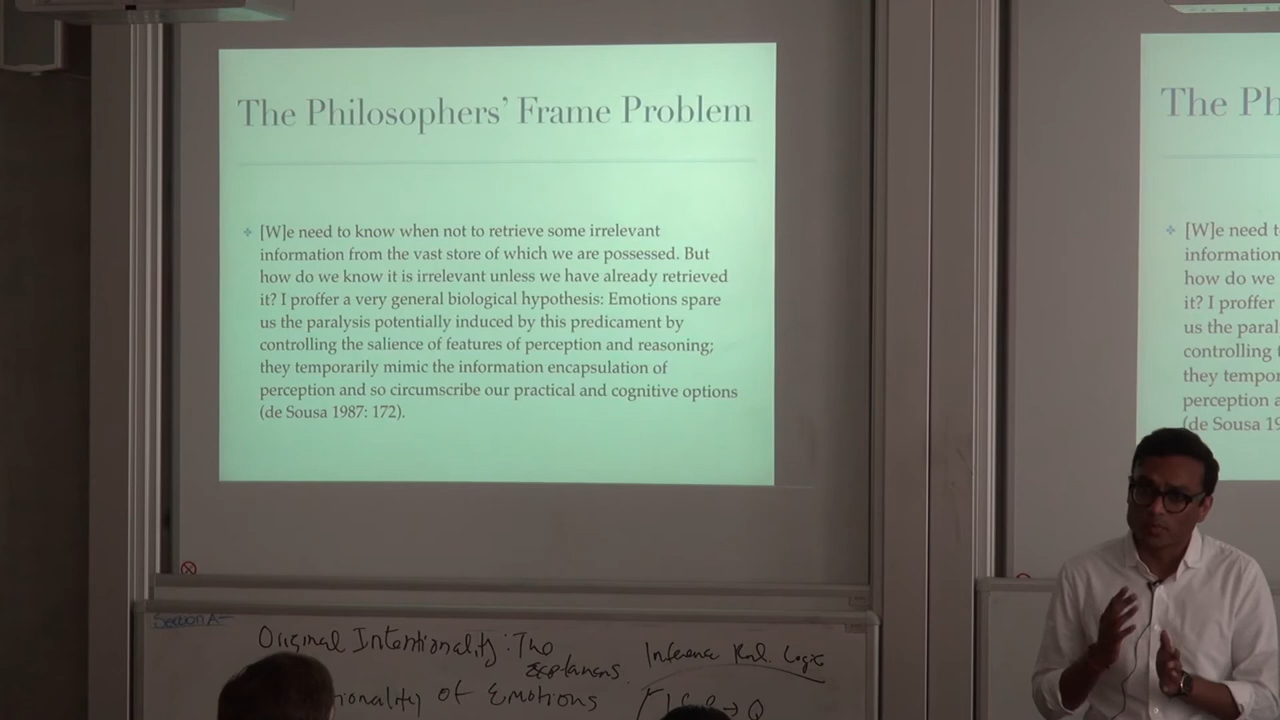 The Philosophers' Frame Problem
[W]e need to know when not to retrieve some irrelevant
information from the vast store of which we are possessed. But
how do we know it is irrelevant unless we have already retrieved
it? I proffer a very general biological hypothesis: Emotions spare
us the paralysis potentially induced by this predicament by
controlling the salience of features of perception and reasoning;
they temporarily mimic the information encapsulation of
perception and so circumscribe our practical and cognitive options
(de Sousa 1987: 172).
The Ph
[W]e need t
information
how do we
it? I proffer
us the paral
controlling
they tempor
perception a
(de Sousa 19
Section A
Original Intentionality: The
Explanans
ionality of Emotions
Inference Rul. Logic
→ Q